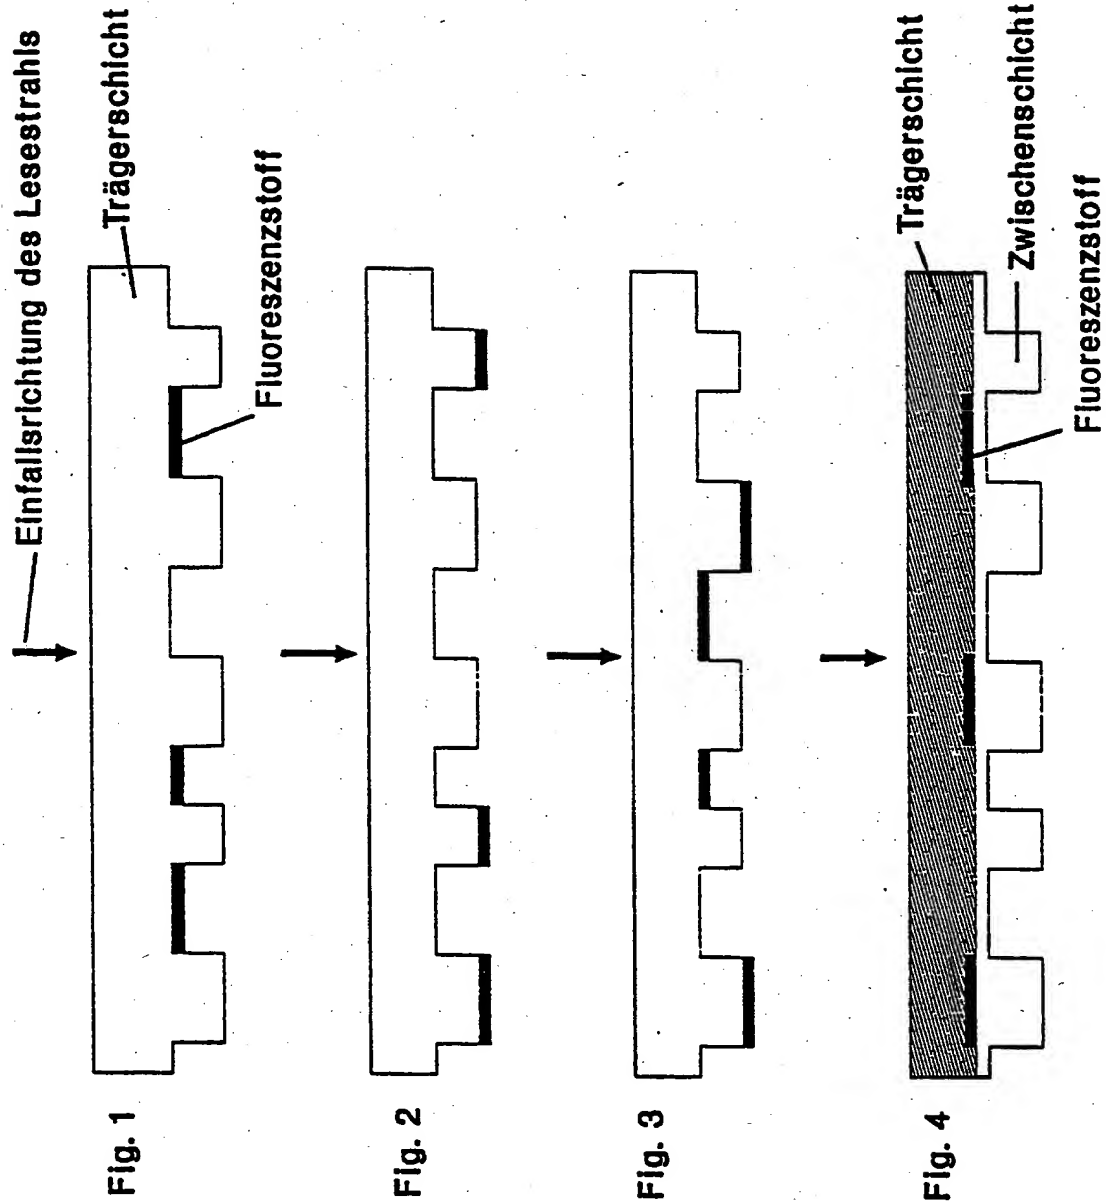 Einfallsrichtung des Lesestrahls
Trägerschicht
Fluoreszenzstoff
Fig. 1
Fig. 2
Fig. 3
Trägerschicht
Zwischenschicht
Fluoreszenzstoff
Fig. 4